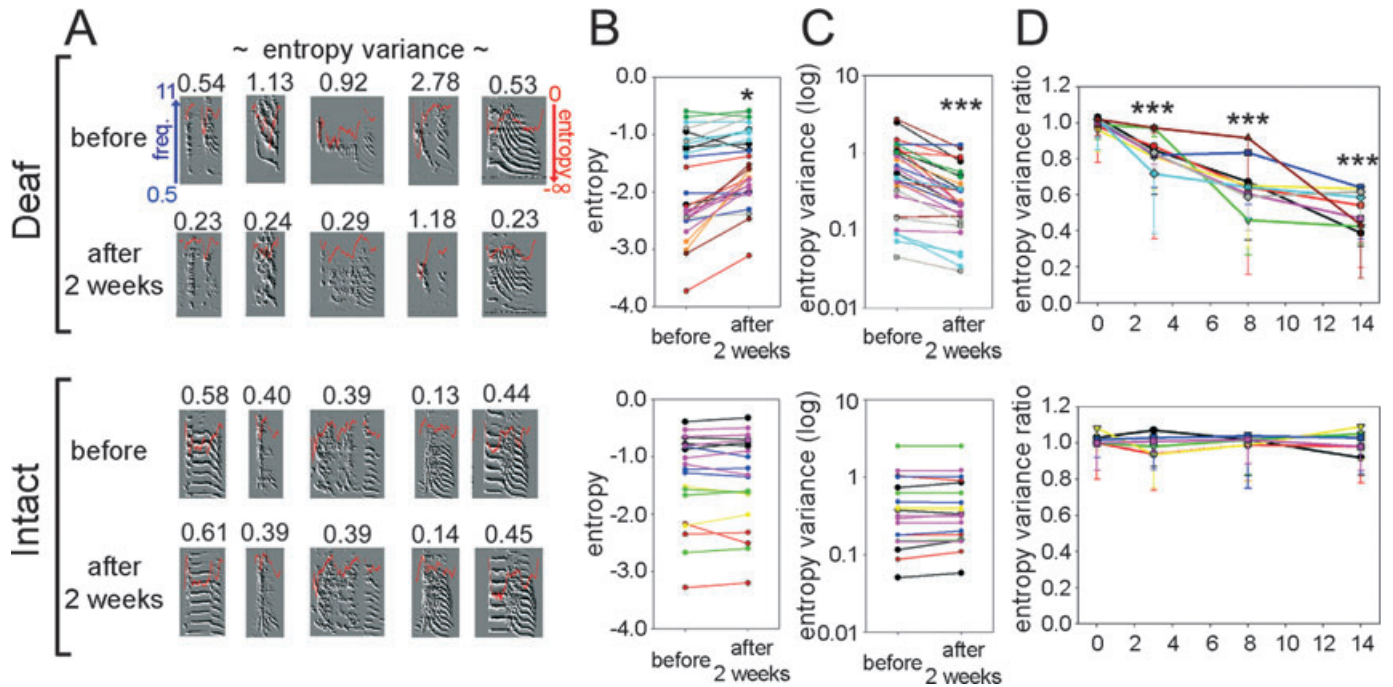 A
B
C
D
~ entropy variance ~
Deaf
before
0.54 1.13 0.92 2.78 0.53
11
freq.
0.5
0
entropy
-8
after
2 weeks
0.23 0.24 0.29 1.18 0.23
entropy
0.0
-1.0
-2.0
-3.0
-4.0
*
before after
2 weeks
entropy variance (log)
10
1
0.1
0.01
***
before after
2 weeks
entropy variance ratio
1.2
1.0
0.8
0.6
0.4
0.2
0.0
*** *** ***
0 2 4 6 8 10 12 14
Intact
before
0.58 0.40 0.39 0.13 0.44
after
2 weeks
0.61 0.39 0.39 0.14 0.45
entropy
0.0
-1.0
-2.0
-3.0
-4.0
before after
2 weeks
entropy variance (log)
10
1
0.1
0.01
before after
2 weeks
entropy variance ratio
1.2
1.0
0.8
0.6
0.4
0.2
0.0
0 2 4 6 8 10 12 14